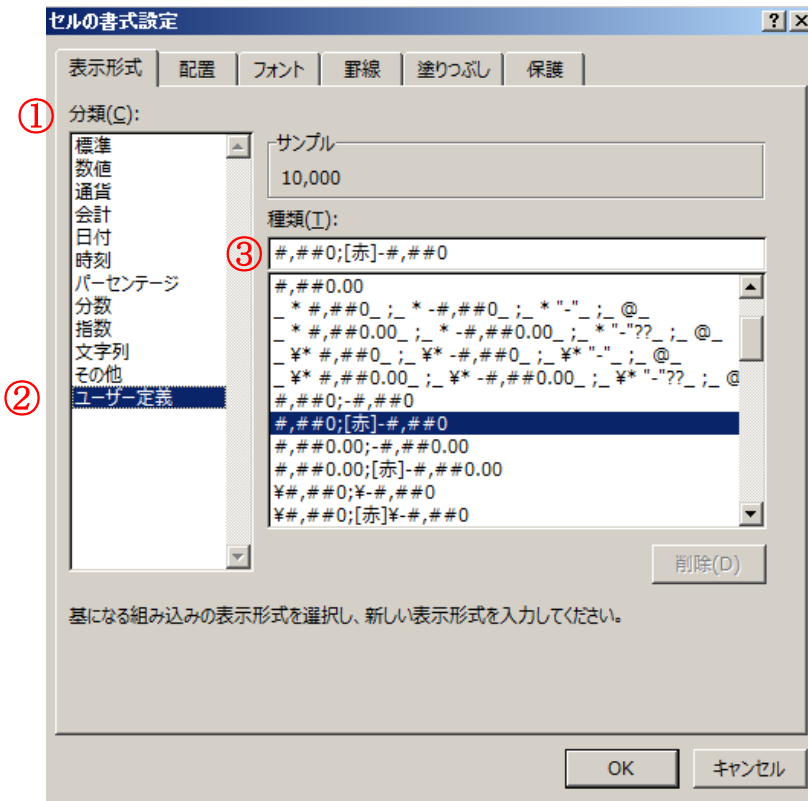 セルの書式設定
表示形式 配置 フォント 罫線 塗りつぶし 保護
① 分類(C):
標準
数値
通貨
会計
日付
時刻
パーセンテージ
分数
指数
文字列
その他
② ユーザー定義
サンプル
10,000
種類(T):
③ #,##0;[赤]-#,##0
#,##0.00
_ * #,##0_ ;_ * -#,##0_ ;_ * "-"_ ;_ @_
_ * #,##0.00_ ;_ * -#,##0.00_ ;_ * "-"??_ ;_ @_
_ ¥* #,##0_ ;_ ¥* -#,##0_ ;_ ¥* "-"_ ;_ @_
_ ¥* #,##0.00_ ;_ ¥* -#,##0.00_ ;_ ¥* "-"??_ ;_ @
#,##0;-#,##0
#,##0;[赤]-#,##0
#,##0.00;-#,##0.00
#,##0.00;[赤]-#,##0.00
¥#,##0;¥-#,##0
¥#,##0;[赤]¥-#,##0
削除(D)
基になる組み込みの表示形式を選択し、新しい表示形式を入力してください。
OK キャンセル